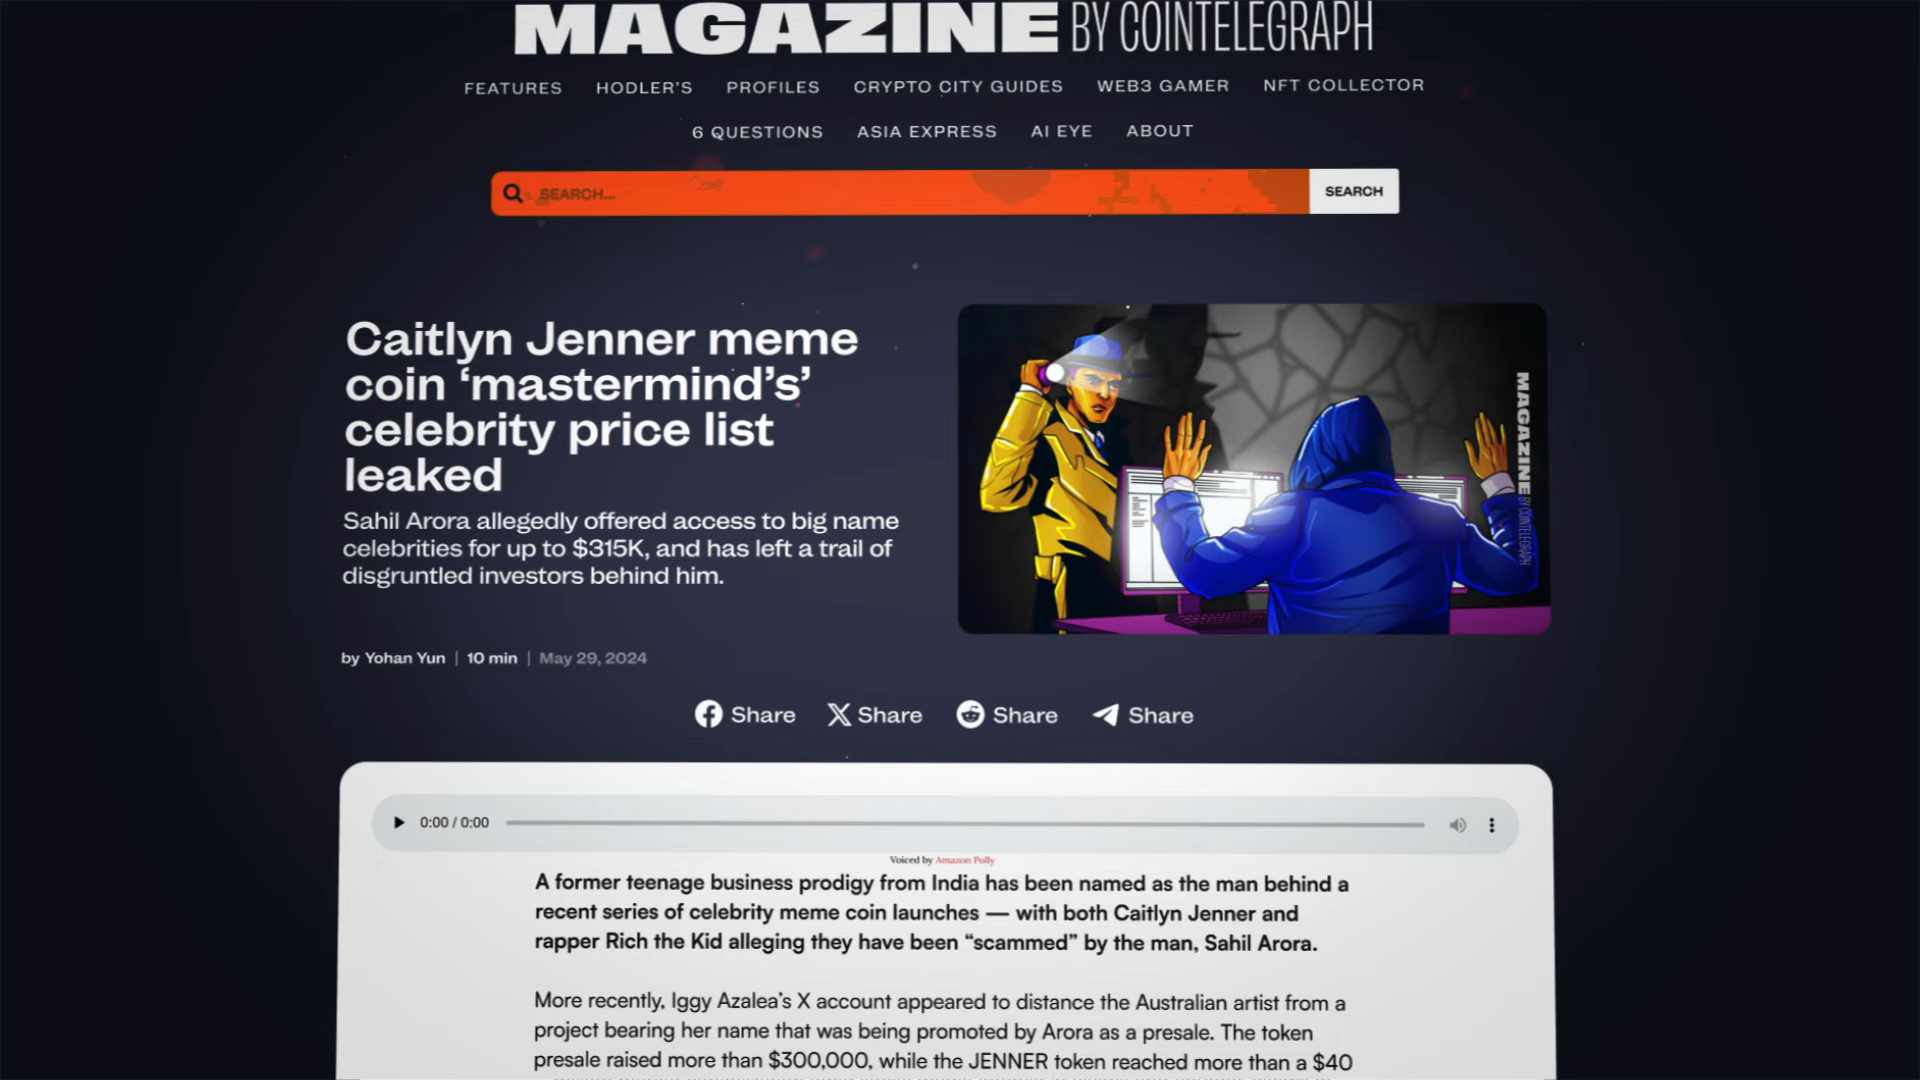 MAGAZINE BY COINTELEGRAPH
FEATURES HODLER'S PROFILES CRYPTO CITY GUIDES WEB3 GAMER NFT COLLECTOR
6 QUESTIONS ASIA EXPRESS AI EYE ABOUT
SEARCH... SEARCH
Caitlyn Jenner meme
coin ‘mastermind’s’
celebrity price list
leaked
Sahil Arora allegedly offered access to big name
celebrities for up to $315K, and has left a trail of
disgruntled investors behind him.
MAGAZINE BY COINTELEGRAPH
by Yohan Yun | 10 min | May 29, 2024
Share Share Share Share
0:00 / 0:00
Voiced by Amazon Polly
A former teenage business prodigy from India has been named as the man behind a
recent series of celebrity meme coin launches — with both Caitlyn Jenner and
rapper Rich the Kid alleging they have been “scammed” by the man, Sahil Arora.
More recently, Iggy Azalea’s X account appeared to distance the Australian artist from a
project bearing her name that was being promoted by Arora as a presale. The token
presale raised more than $300,000, while the JENNER token reached more than a $40